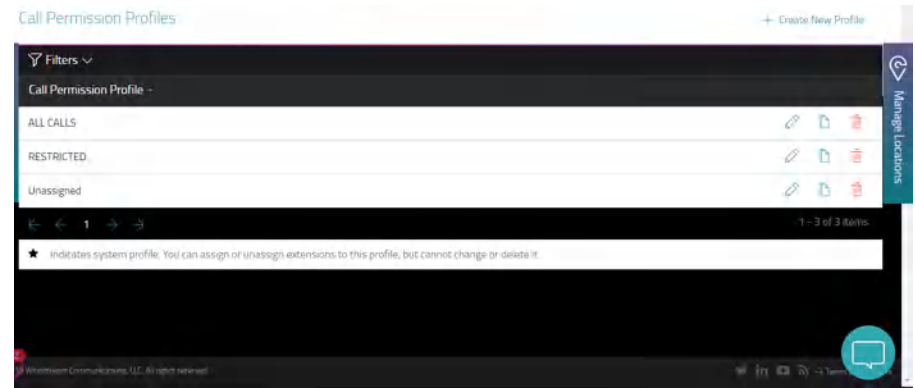 Call Permission Profiles
+ Create New Profile
Filters
Call Permission Profile
Manage Locations
ALL CALLS
RESTRICTED
Unassigned
1
1 - 3 of 3 items
★ indicates system profile. You can assign or unassign extensions to this profile, but cannot change or delete it.
Windstream Communications, LLC. All rights reserved.